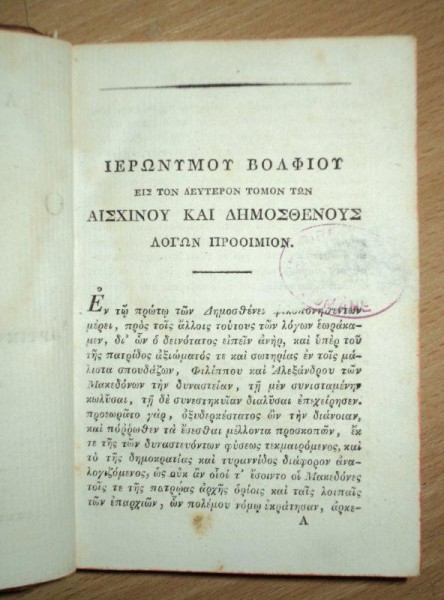 ΙΕΡΩΝΥΜΟΥ ΒΟΛΦΙΟΥ
ΕΙΣ ΤΟΝ ΔΕΥΤΕΡΟΝ ΤΟΜΟΝ ΤΩΝ
ΑΙΣΧΙΝΟΥ ΚΑΙ ΔΗΜΟΣΘΕΝΟΥΣ
ΛΟΓΩΝ ΠΡΟΟΙΜΙΟΝ.
Ἐν τῷ πρώτῳ τῶν Δημοσθένει
μέρει, πρὸς τοῖς ἄλλοις τούτους τῶν λόγων ἑωράκα-
μεν, δι' ὧν ὁ δεινότατος εἰπεῖν ἀνὴρ, καὶ ὑπὲρ τοῦ
τῆς πατρίδος ἀξιώματός τε καὶ σωτηρίας ἐν τοῖς μά-
λιστα σπουδάζων, Φιλίππου καὶ Ἀλεξάνδρου τῶν
Μακεδόνων τὴν δυναστείαν, τῇ μὲν συνισταμένην
κωλῦσαι, τῇ δὲ συνεστηκυῖαν διαλῦσαι ἐπιχείρησεν.
προεωρᾶτο γὰρ, ὀξυδερκέστατος ὢν τὴν διάνοιαν,
καὶ πόῤῥωθεν τὰ ἔσεσθαι μέλλοντα προσκοπῶν, ἔκ
τε τῆς τῶν δυναστευόντων φύσεως τεκμαιρόμενος, καὶ
τὸ τῆς δημοκρατίας καὶ τυραννίδος διάφορον ἀνα-
λογιζόμενος, ὡς οὐκ ἂν οἷοί τ' ἔσοιντο οἱ Μακεδόνες
τοῖς τε τῆς πατρῴας ἀρχῆς ὁρίοις καὶ ταῖς λοιπαῖς
τῶν ἐπαρχιῶν, ὧν πολέμου νόμῳ ἐκράτησαν, ἀρκε-
Α